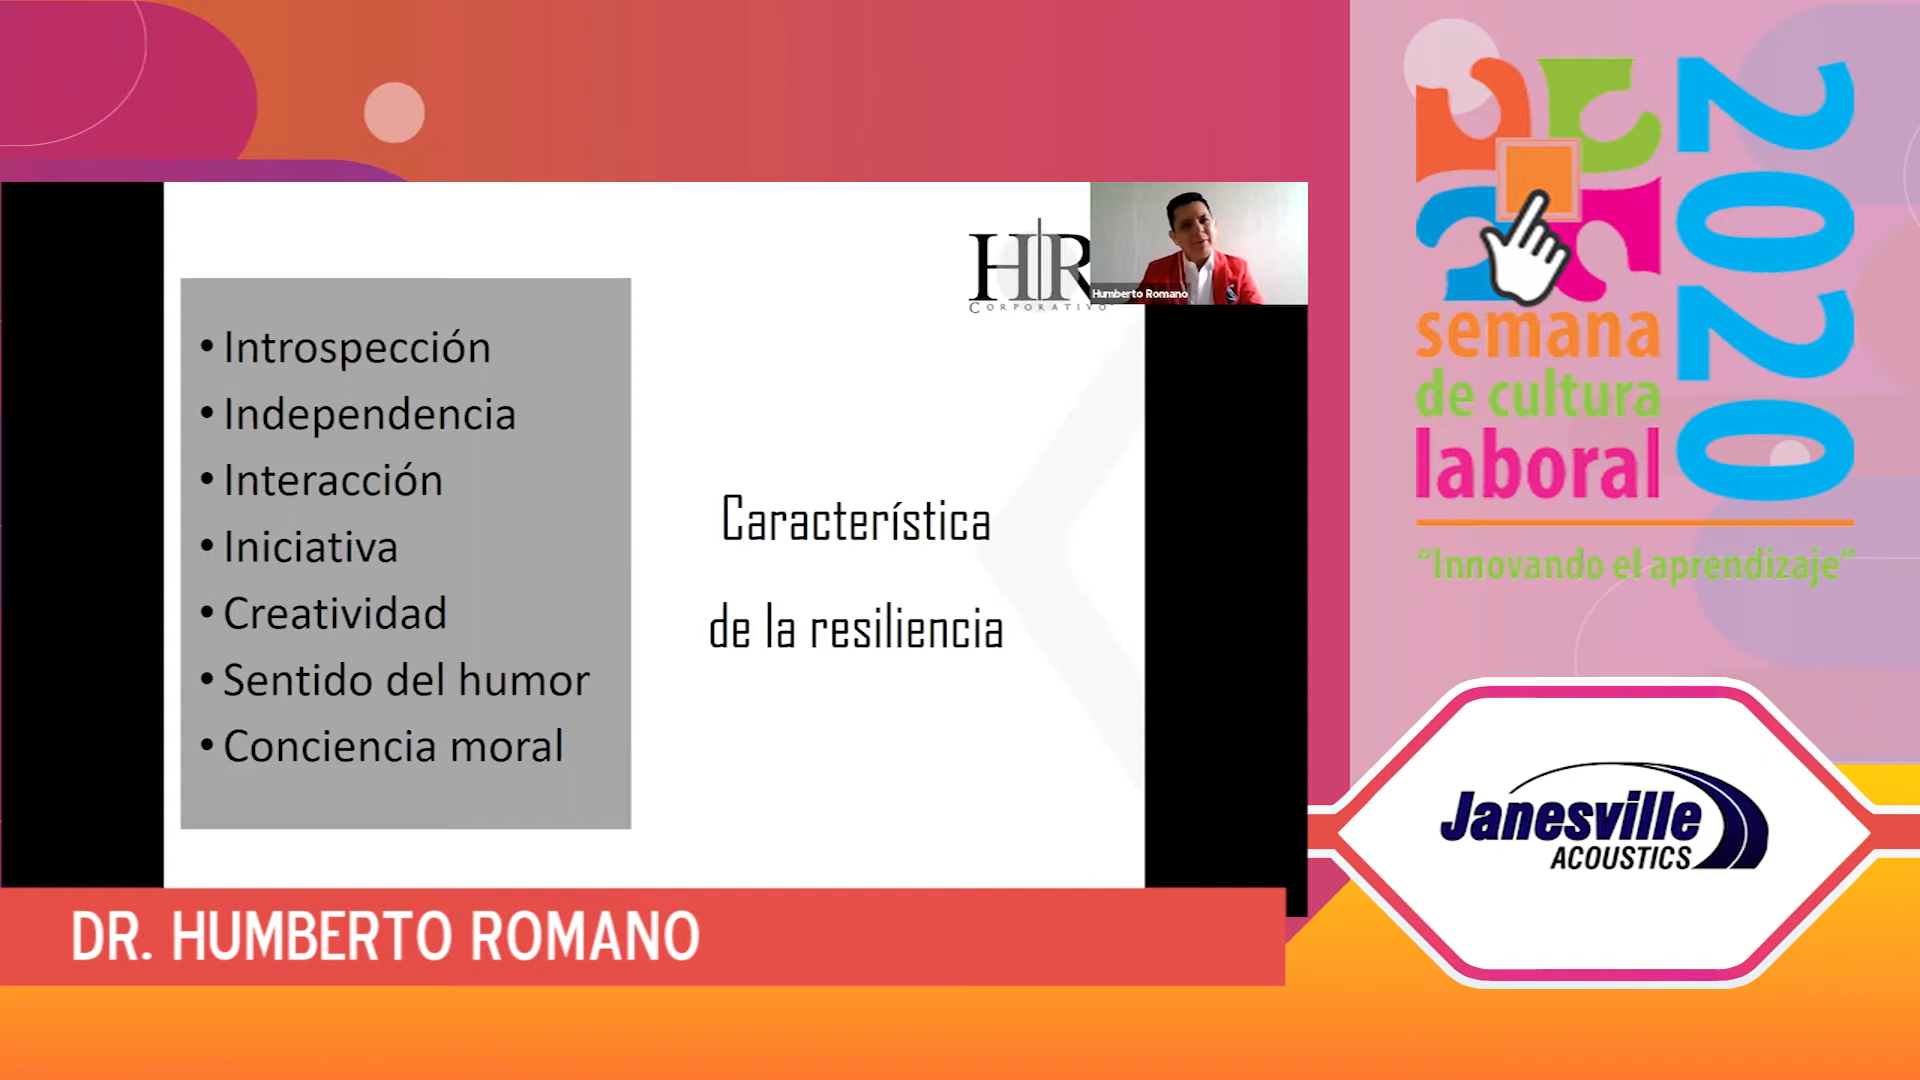 • Introspección
• Independencia
• Interacción
• Iniciativa
• Creatividad
• Sentido del humor
• Conciencia moral
Característica
de la resiliencia
HR
CORPORATIVO
Humberto Romano
DR. HUMBERTO ROMANO
semana
de cultura
laboral
2020
“Innovando el aprendizaje”
Janesville
ACOUSTICS